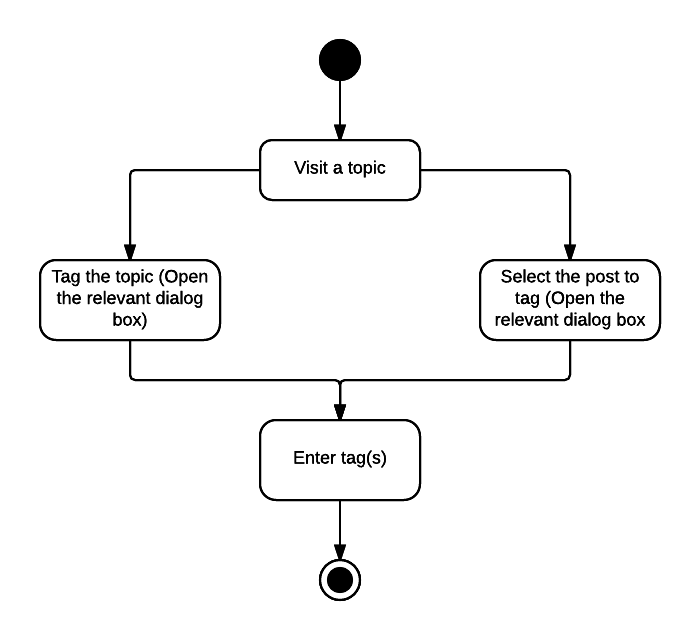 Visit a topic
Tag the topic (Open
the relevant dialog
box)
Select the post to
tag (Open the
relevant dialog box
Enter tag(s)